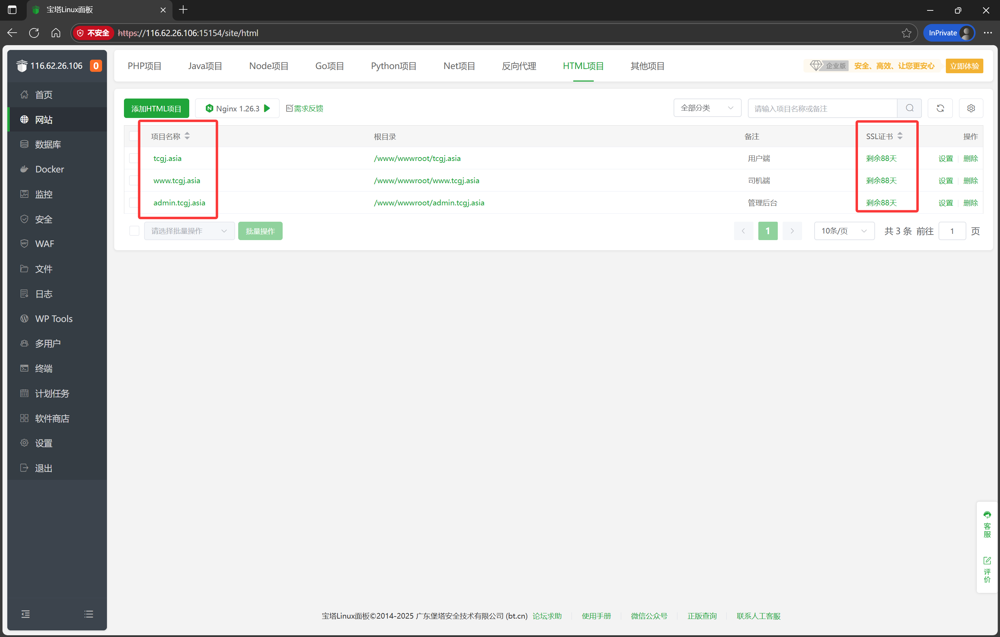 宝塔Linux面板
不安全 https://116.62.26.106:15154/site/html
InPrivate
116.62.26.106 0
首页
网站
数据库
Docker
监控
安全
WAF
文件
日志
WP Tools
多用户
终端
计划任务
软件商店
设置
退出
PHP项目 Java项目 Node项目 Go项目 Python项目 Net项目 反向代理 HTML项目 其他项目
企业版 安全、高效、让您更安心 立即体验
添加HTML项目 Nginx 1.26.3 需求反馈 全部分类 请输入项目名称或备注
项目名称 根目录 备注 SSL证书 操作
tcgj.asia /www/wwwroot/tcgj.asia 用户端 剩余88天 设置 删除
www.tcgj.asia /www/wwwroot/www.tcgj.asia 司机端 剩余88天 设置 删除
admin.tcgj.asia /www/wwwroot/admin.tcgj.asia 管理后台 剩余88天 设置 删除
请选择批量操作 批量操作 1 10条/页 共 3 条 前往 1 页
客服
评价
宝塔Linux面板©2014-2025 广东堡塔安全技术有限公司 (bt.cn) 论坛求助 使用手册 微信公众号 正版查询 联系人工客服